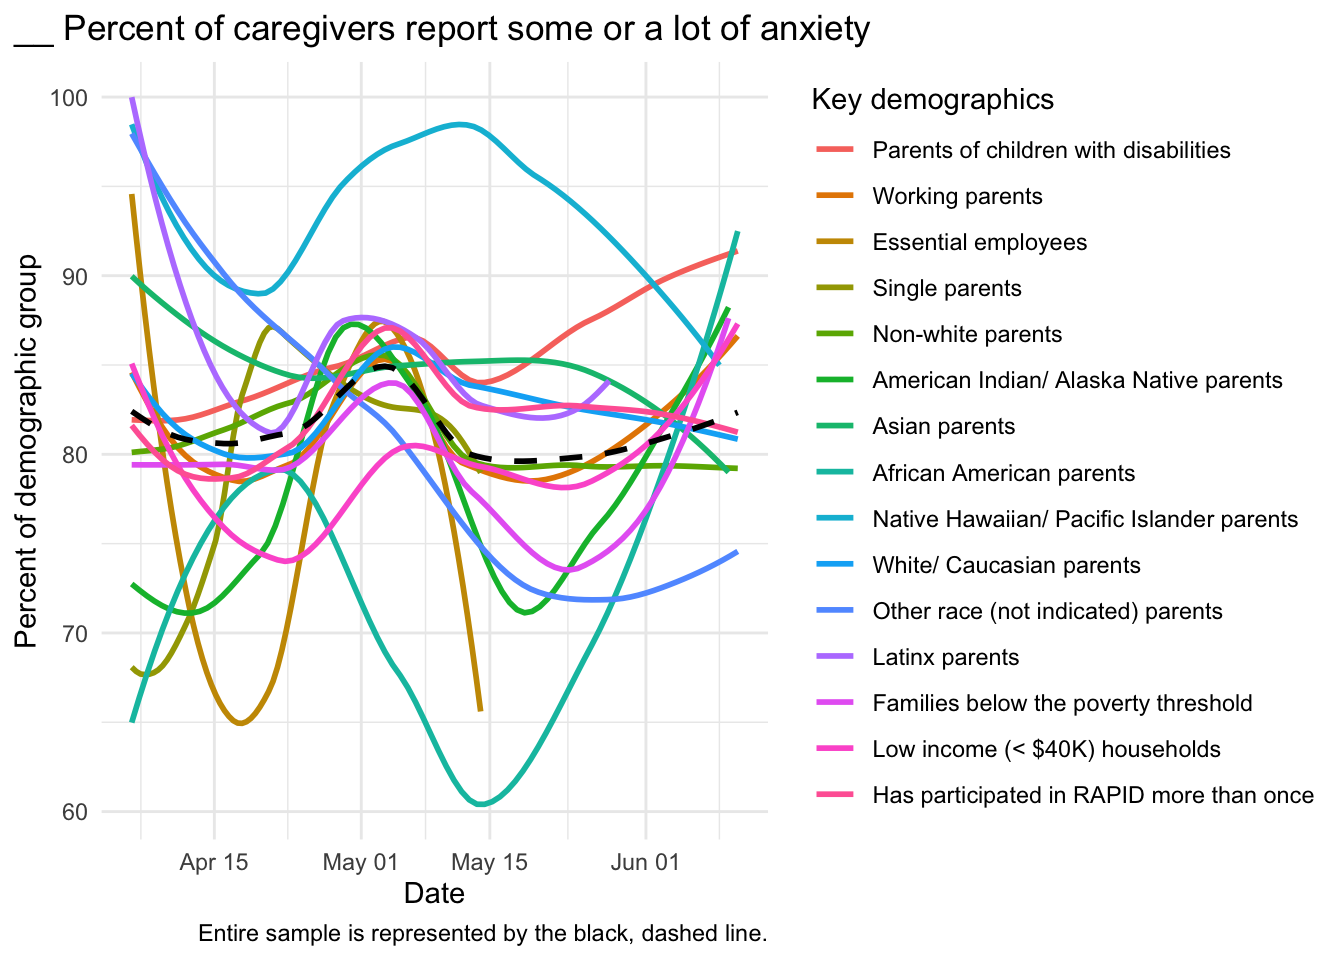 __ Percent of caregivers report some or a lot of anxiety
Percent of demographic group
100
90
80
70
60
Apr 15
May 01
May 15
Jun 01
Date
Entire sample is represented by the black, dashed line.
Key demographics
Parents of children with disabilities
Working parents
Essential employees
Single parents
Non-white parents
American Indian/ Alaska Native parents
Asian parents
African American parents
Native Hawaiian/ Pacific Islander parents
White/ Caucasian parents
Other race (not indicated) parents
Latinx parents
Families below the poverty threshold
Low income (< $40K) households
Has participated in RAPID more than once